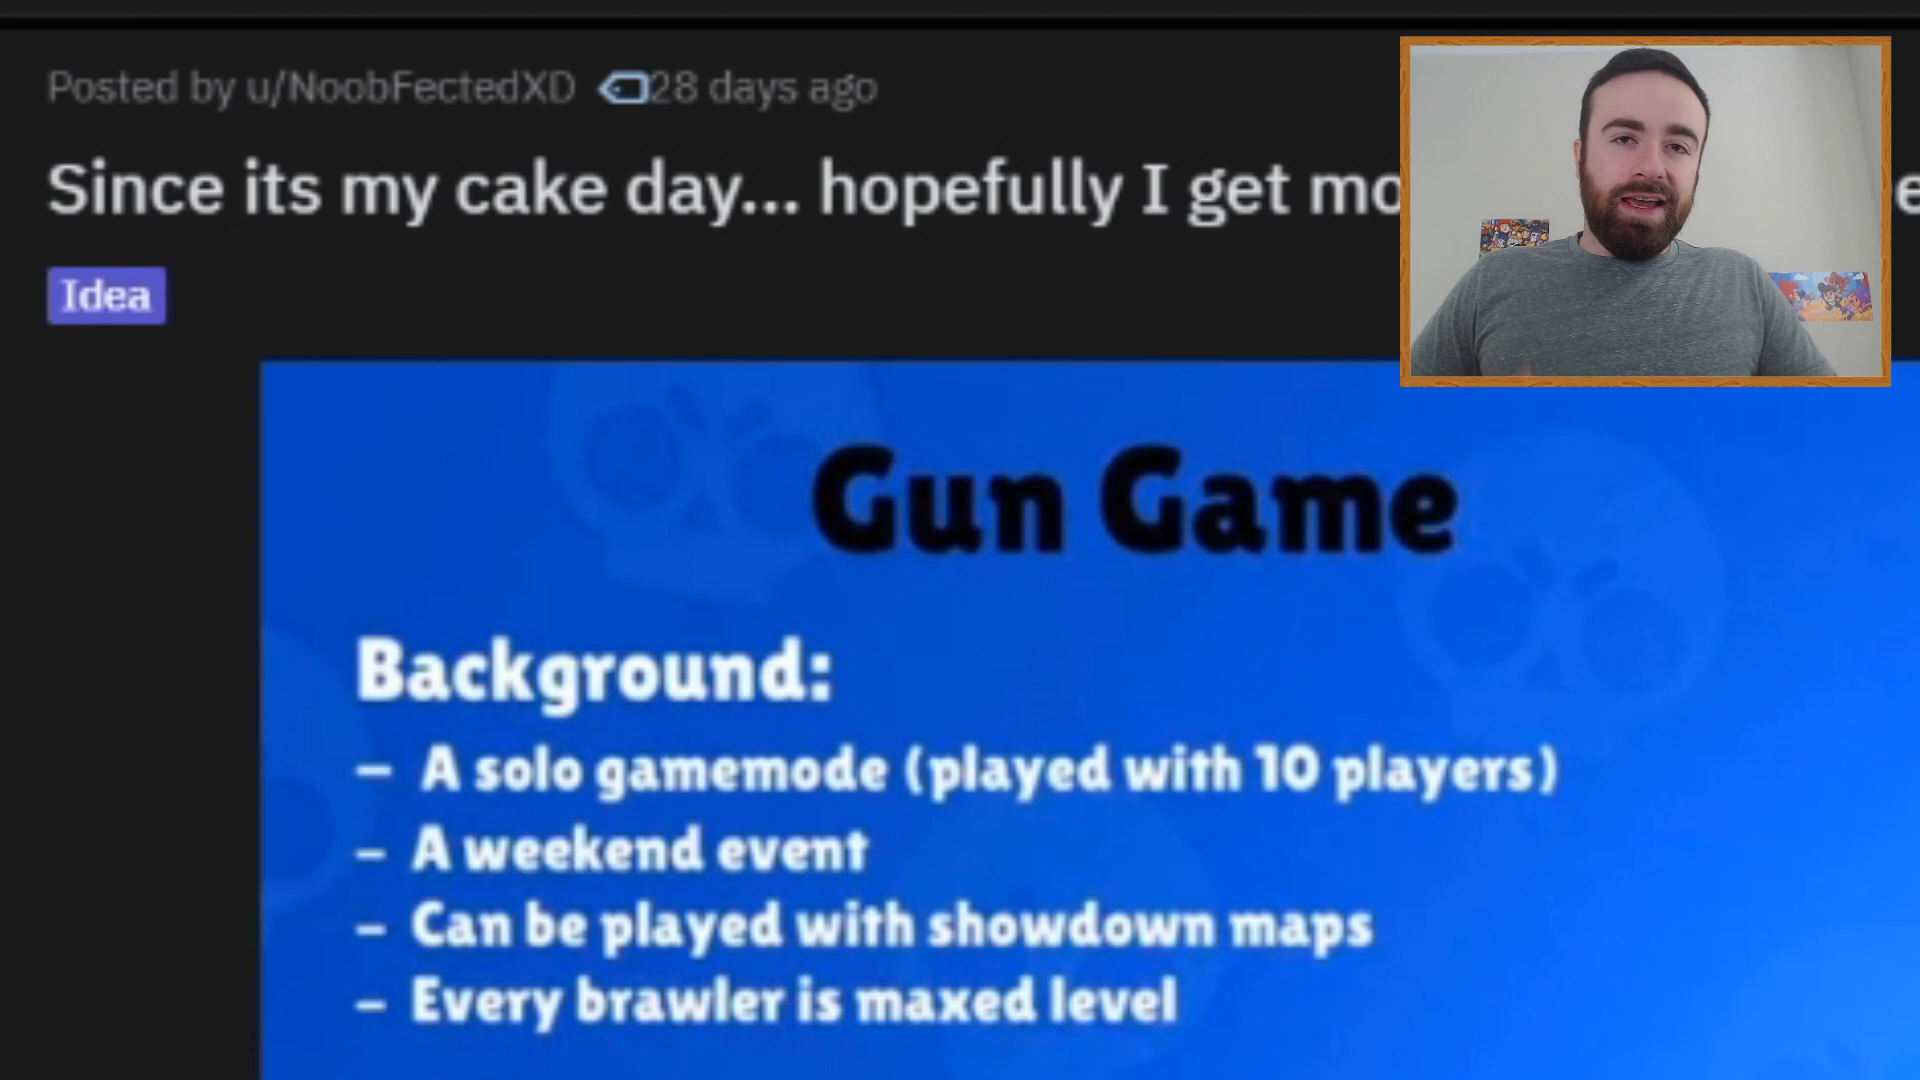 Posted by u/NoobFectedXD 28 days ago
Since its my cake day... hopefully I get
Idea
Gun Game
Background:
– A solo gamemode (played with 10 players)
– A weekend event
– Can be played with showdown maps
– Every brawler is maxed level